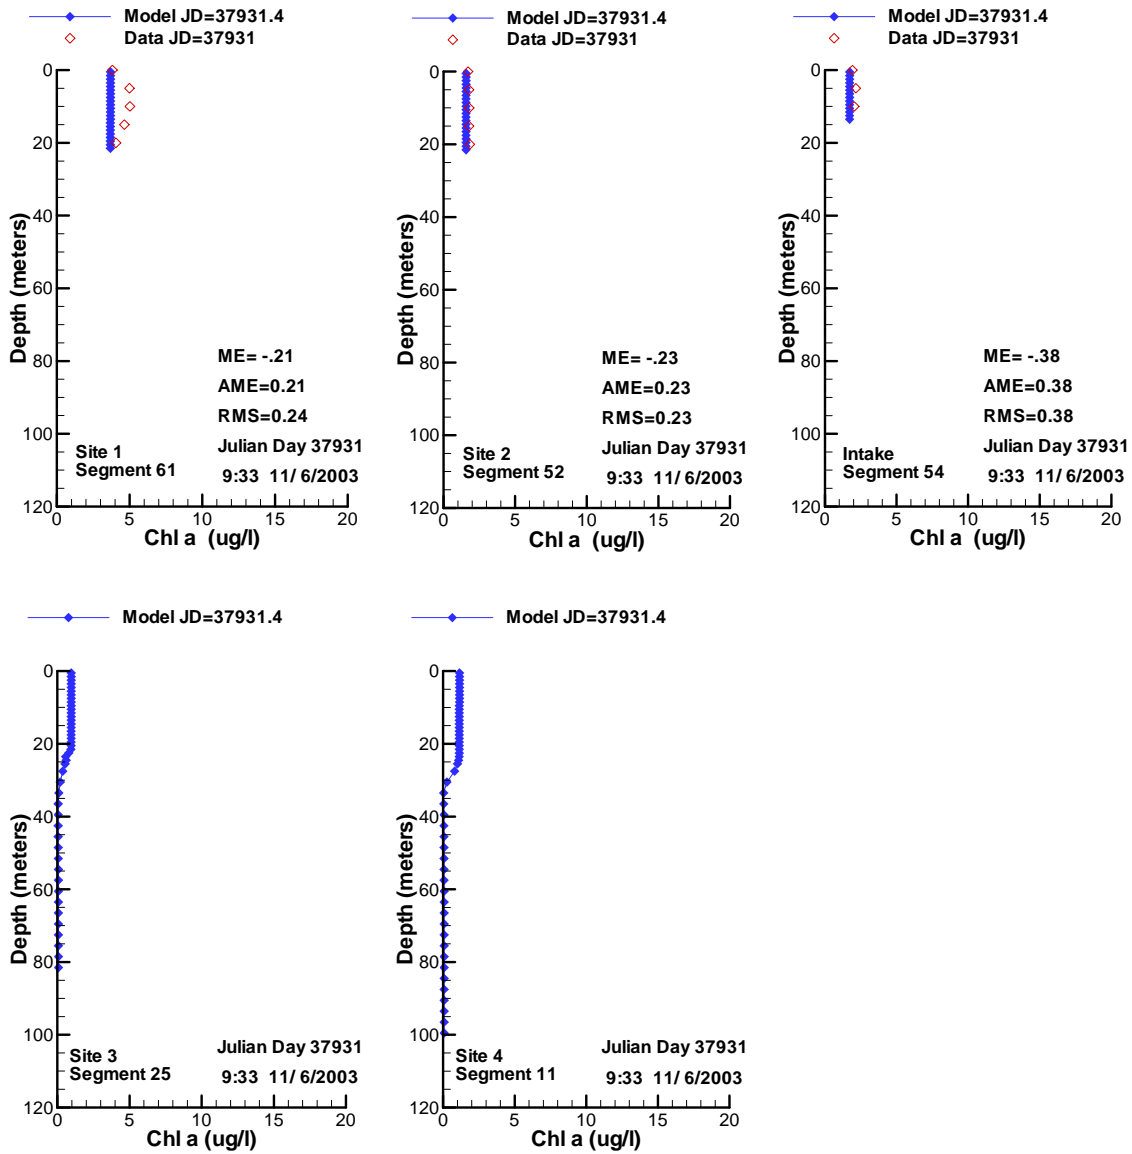 Model JD=37931.4
Data JD=37931
0
20
40
60
80
100
120
Depth (meters)
ME= -.21
AME=0.21
RMS=0.24
Julian Day 37931
9:33 11/ 6/2003
Site 1
Segment 61
0 5 10 15 20
Chl a (ug/l)
Model JD=37931.4
Data JD=37931
0
20
40
60
80
100
120
Depth (meters)
ME= -.23
AME=0.23
RMS=0.23
Julian Day 37931
9:33 11/ 6/2003
Site 2
Segment 52
0 5 10 15 20
Chl a (ug/l)
Model JD=37931.4
Data JD=37931
0
20
40
60
80
100
120
Depth (meters)
ME= -.38
AME=0.38
RMS=0.38
Julian Day 37931
9:33 11/ 6/2003
Intake
Segment 54
0 5 10 15 20
Chl a (ug/l)
Model JD=37931.4
0
20
40
60
80
100
120
Depth (meters)
Julian Day 37931
9:33 11/ 6/2003
Site 3
Segment 25
0 5 10 15 20
Chl a (ug/l)
Model JD=37931.4
0
20
40
60
80
100
120
Depth (meters)
Julian Day 37931
9:33 11/ 6/2003
Site 4
Segment 11
0 5 10 15 20
Chl a (ug/l)